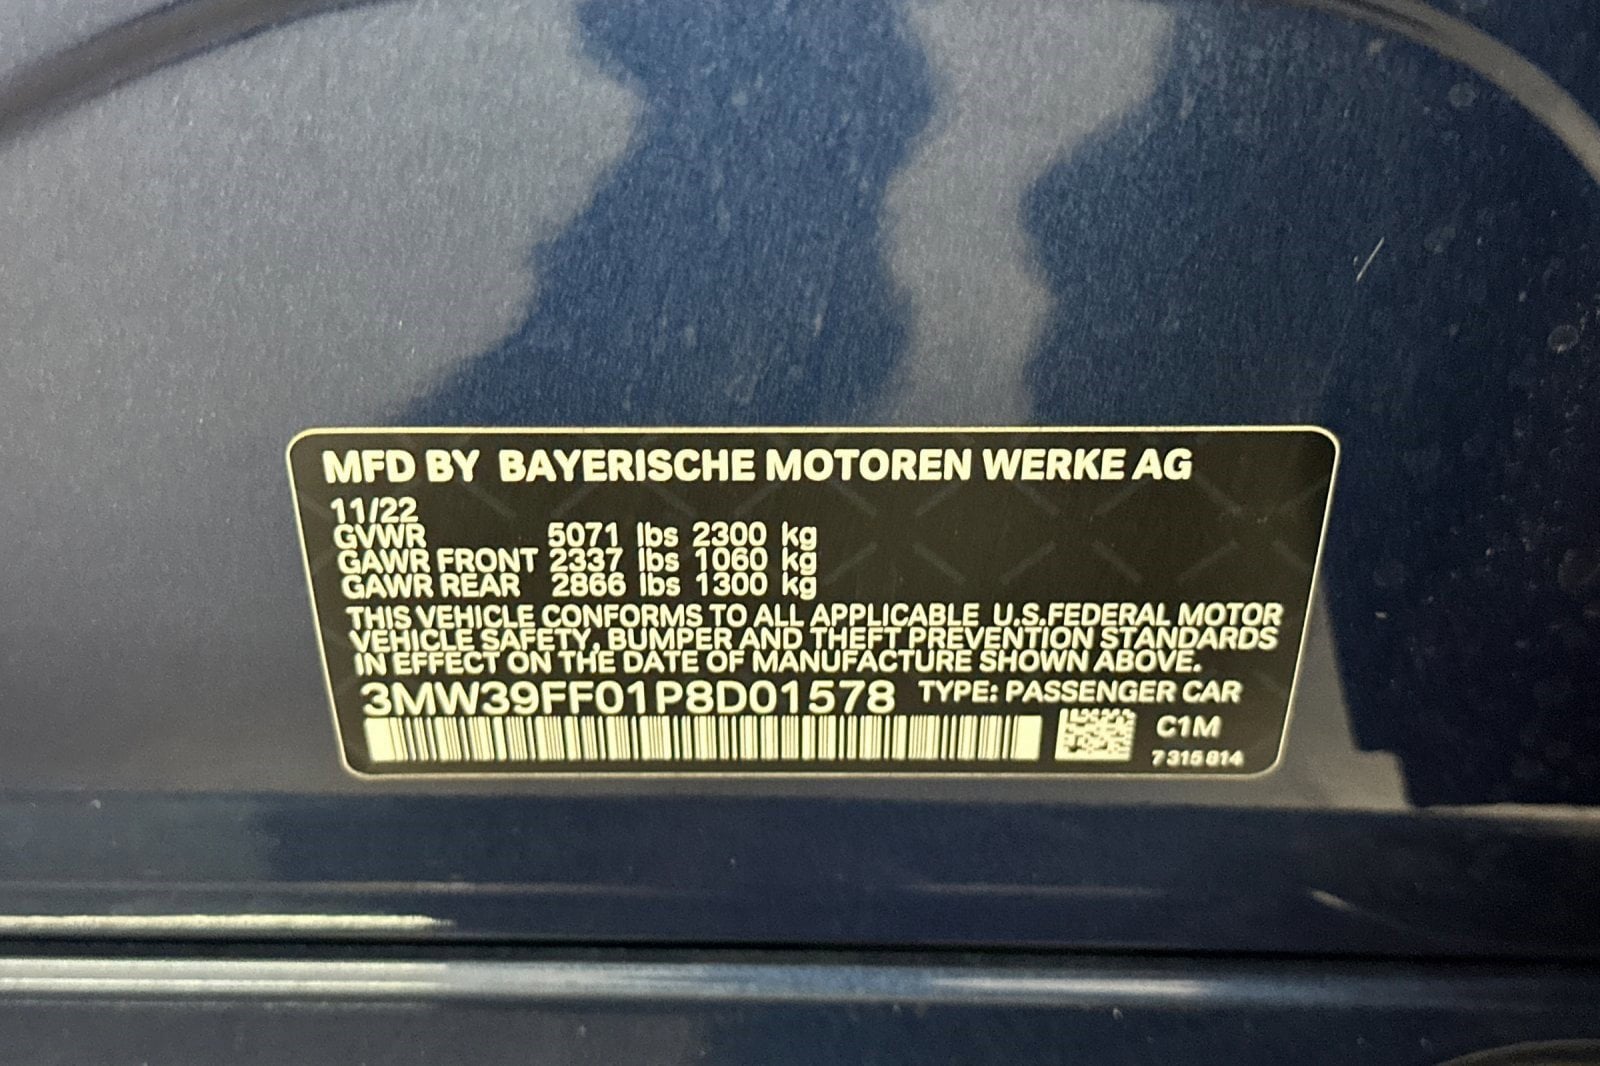 MFD BY BAYERISCHE MOTOREN WERKE AG
11/22
GVWR 5071 lbs 2300 kg
GAWR FRONT 2337 lbs 1060 kg
GAWR REAR 2866 lbs 1300 kg
THIS VEHICLE CONFORMS TO ALL APPLICABLE U.S.FEDERAL MOTOR
VEHICLE SAFETY, BUMPER AND THEFT PREVENTION STANDARDS
IN EFFECT ON THE DATE OF MANUFACTURE SHOWN ABOVE.
3MW39FF01P8D01578 TYPE: PASSENGER CAR
C1M
7 315 814